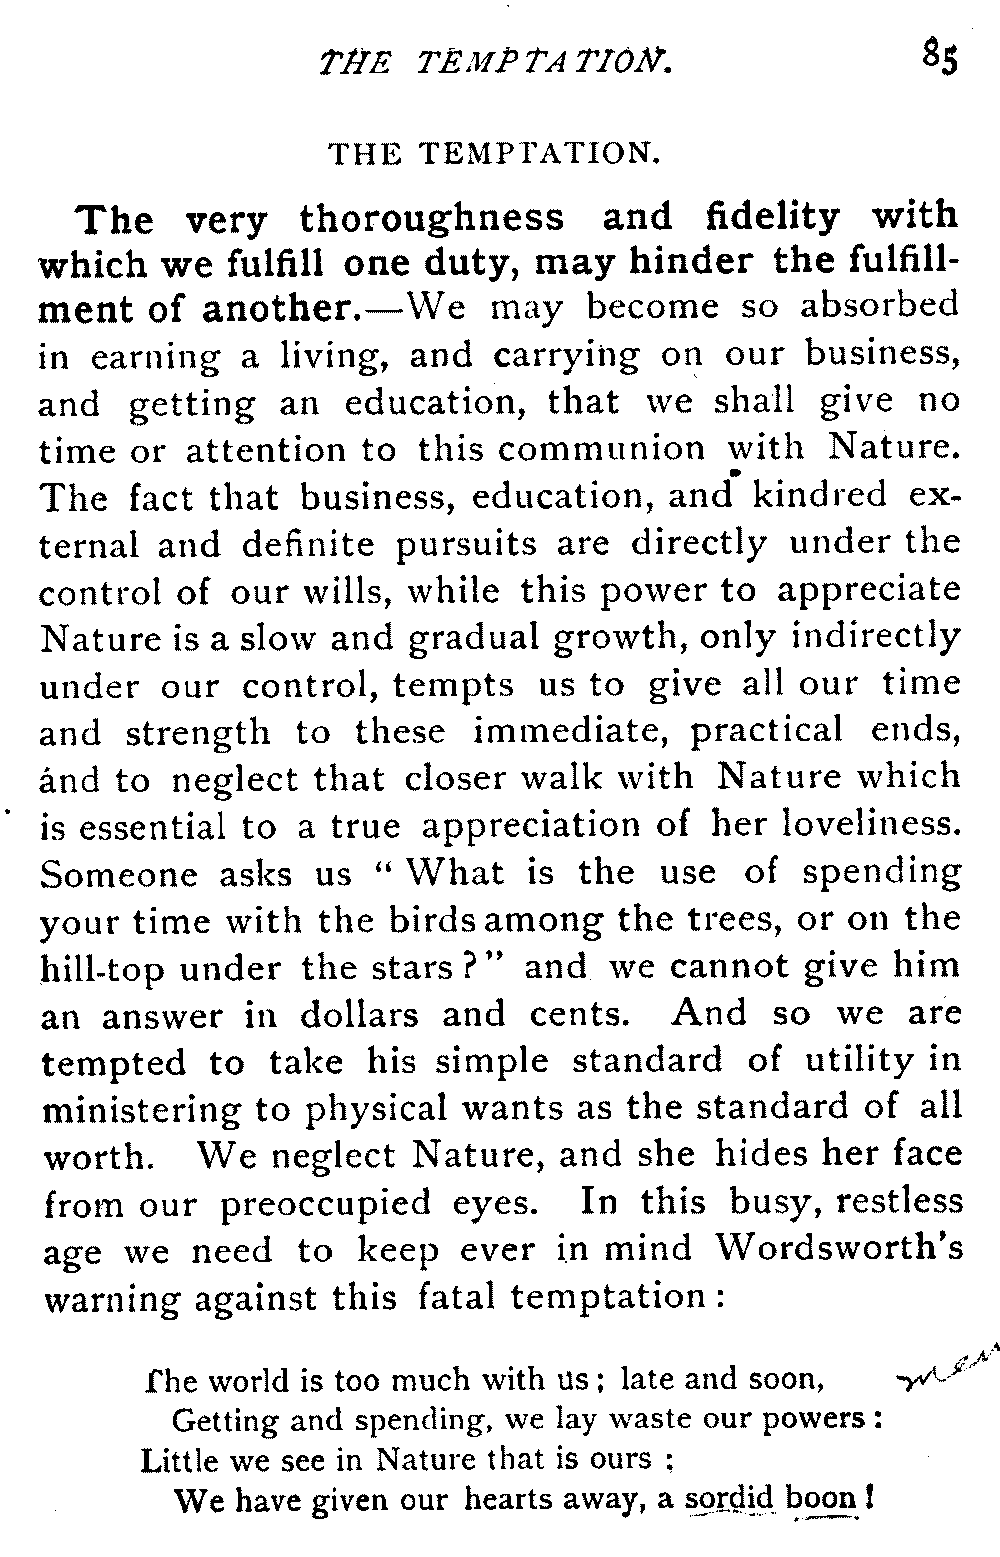 THE TEMPTATION. 85
THE TEMPTATION.
The very thoroughness and fidelity with
which we fulfill one duty, may hinder the fulfill-
ment of another.—We may become so absorbed
in earning a living, and carrying on our business,
and getting an education, that we shall give no
time or attention to this communion with Nature.
The fact that business, education, and kindred ex-
ternal and definite pursuits are directly under the
control of our wills, while this power to appreciate
Nature is a slow and gradual growth, only indirectly
under our control, tempts us to give all our time
and strength to these immediate, practical ends,
and to neglect that closer walk with Nature which
is essential to a true appreciation of her loveliness.
Someone asks us “ What is the use of spending
your time with the birds among the trees, or on the
hill-top under the stars ? ” and we cannot give him
an answer in dollars and cents. And so we are
tempted to take his simple standard of utility in
ministering to physical wants as the standard of all
worth. We neglect Nature, and she hides her face
from our preoccupied eyes. In this busy, restless
age we need to keep ever in mind Wordsworth's
warning against this fatal temptation :
The world is too much with us ; late and soon,
Getting and spending, we lay waste our powers :
Little we see in Nature that is ours ;
We have given our hearts away, a sordid boon !